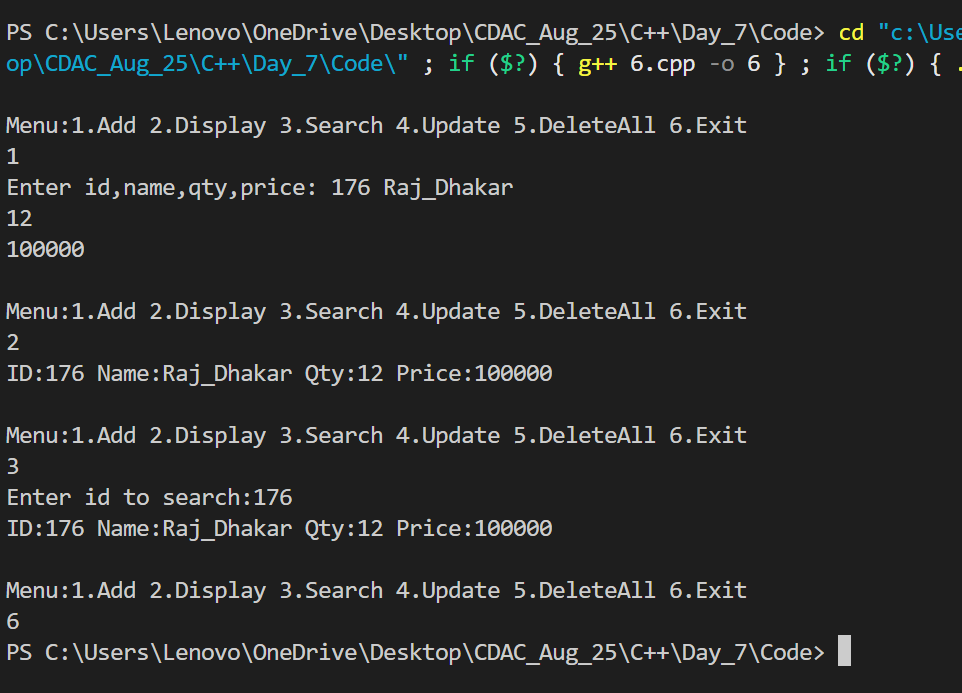 PS C:\Users\Lenovo\OneDrive\Desktop\CDAC_Aug_25\C++\Day_7\Code> cd "c:\Use
op\CDAC_Aug_25\C++\Day_7\Code\" ; if ($?) { g++ 6.cpp -o 6 } ; if ($?) { .
Menu:1.Add 2.Display 3.Search 4.Update 5.DeleteAll 6.Exit
1
Enter id,name,qty,price: 176 Raj_Dhakar
12
100000
Menu:1.Add 2.Display 3.Search 4.Update 5.DeleteAll 6.Exit
2
ID:176 Name:Raj_Dhakar Qty:12 Price:100000
Menu:1.Add 2.Display 3.Search 4.Update 5.DeleteAll 6.Exit
3
Enter id to search:176
ID:176 Name:Raj_Dhakar Qty:12 Price:100000
Menu:1.Add 2.Display 3.Search 4.Update 5.DeleteAll 6.Exit
6
PS C:\Users\Lenovo\OneDrive\Desktop\CDAC_Aug_25\C++\Day_7\Code>